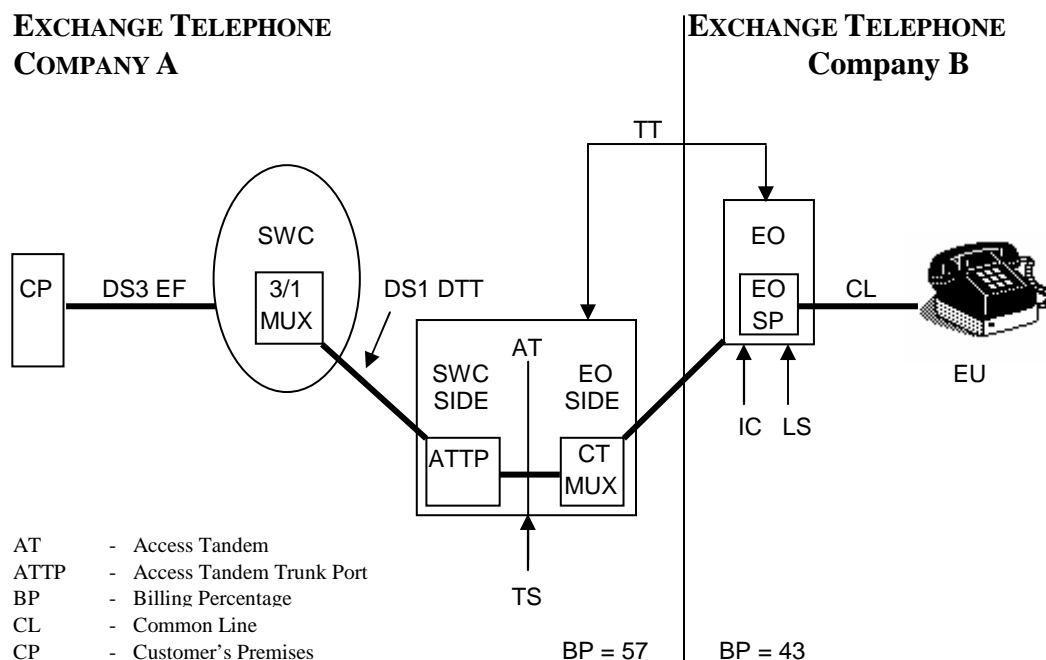 EXCHANGE TELEPHONE
COMPANY A
EXCHANGE TELEPHONE
Company B
TT
SWC
EO
CP
DS3 EF
3/1
MUX
DS1 DTT
EO
SP
CL
AT
SWC
SIDE
EO
SIDE
EU
IC
LS
ATTP
CT
MUX
AT - Access Tandem
ATTP - Access Tandem Trunk Port
BP - Billing Percentage
CL - Common Line
CP - Customer's Premises
TS
BP = 57
BP = 43